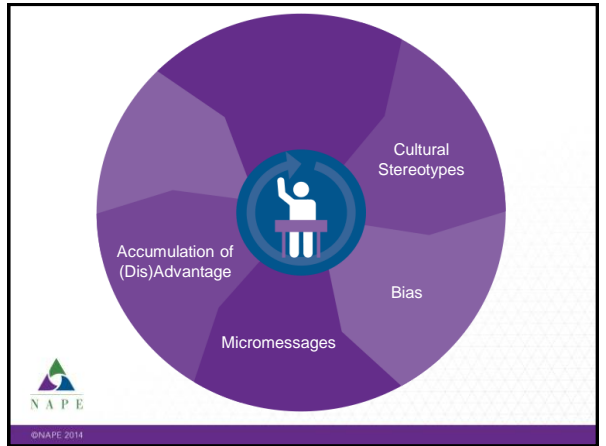 Cultural
Stereotypes
Bias
Micromessages
Accumulation of
(Dis)Advantage
NAPE
©NAPE 2014